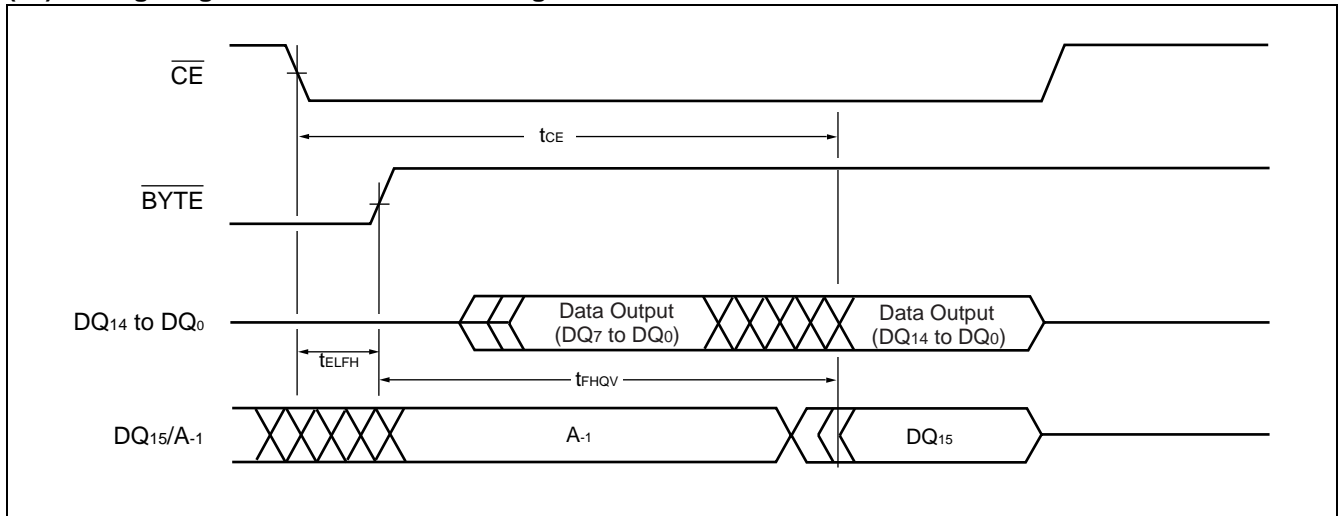 CE
tCE
BYTE
DQ14 to DQ0
Data Output
(DQ7 to DQ0)
Data Output
(DQ14 to DQ0)
tELFH
tFHQV
DQ15/A-1
A-1
DQ15